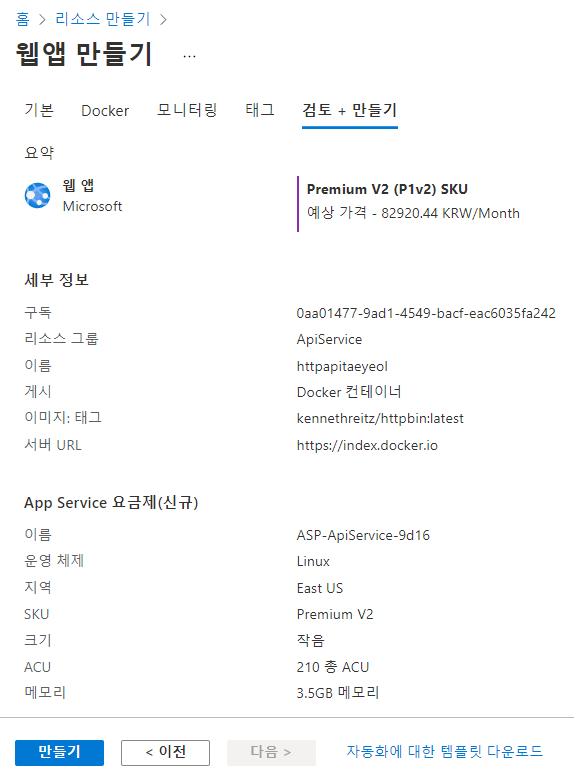 홈 > 리소스 만들기 >
웹앱 만들기 ...
기본 Docker 모니터링 태그 검토 + 만들기
요약
웹 앱
Microsoft
Premium V2 (P1v2) SKU
예상 가격 - 82920.44 KRW/Month
세부 정보
구독 0aa01477-9ad1-4549-bacf-eac6035fa242
리소스 그룹 ApiService
이름 httpapitaeyeol
게시 Docker 컨테이너
이미지: 태그 kennethreitz/httpbin:latest
서버 URL https://index.docker.io
App Service 요금제(신규)
이름 ASP-ApiService-9d16
운영 체제 Linux
지역 East US
SKU Premium V2
크기 작음
ACU 210 총 ACU
메모리 3.5GB 메모리
만들기 < 이전 다음 > 자동화에 대한 템플릿 다운로드